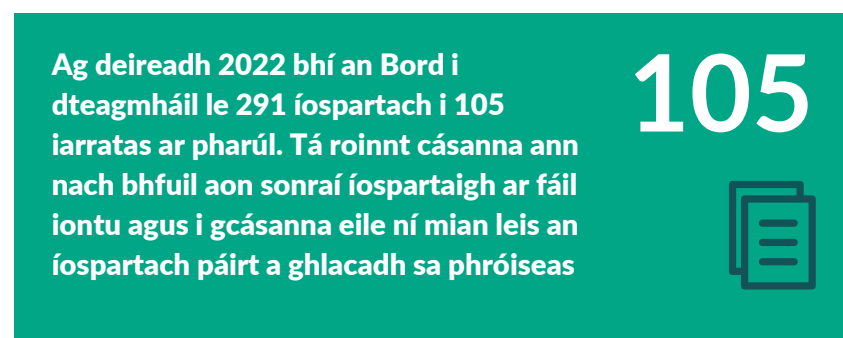 Ag deireadh 2022 bhí an Bord i
dteagmháil le 291 íospartach i 105
iarratas ar pharúl. Tá roinnt cásanna ann
nach bhfuil aon sonraí íospartaigh ar fáil
iontu agus i gcásanna eile ní mian leis an
íospartach páirt a ghlacadh sa phróiseas
105